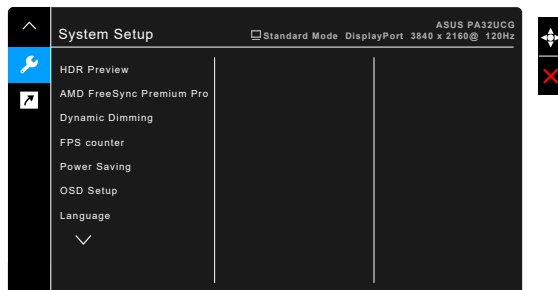 ASUS PA32UCG
System Setup
Standard Mode DisplayPort 3840 x 2160@ 120Hz
HDR Preview
AMD FreeSync Premium Pro
Dynamic Dimming
FPS counter
Power Saving
OSD Setup
Language